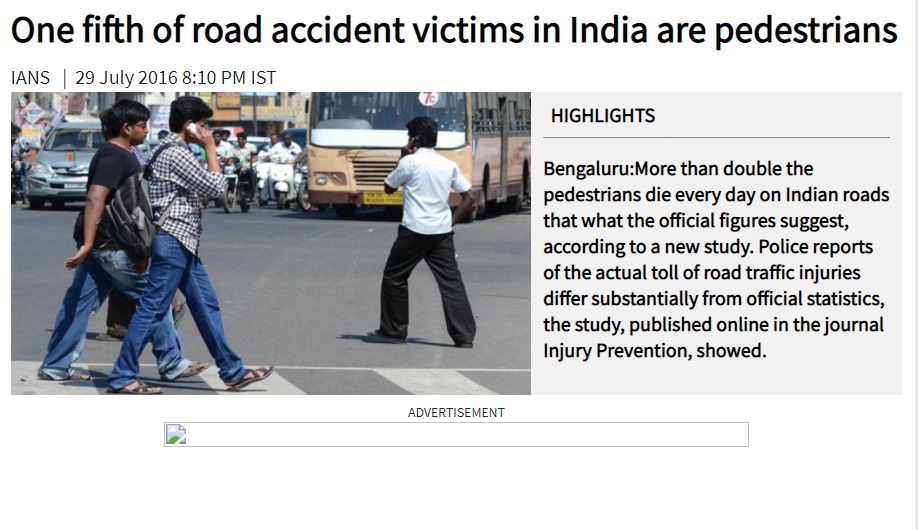 One fifth of road accident victims in India are pedestrians
IANS | 29 July 2016 8:10 PM IST
7c
HIGHLIGHTS
Bengaluru:More than double the
pedestrians die every day on Indian roads
that what the official figures suggest,
according to a new study. Police reports
of the actual toll of road traffic injuries
differ substantially from official statistics,
the study, published online in the journal
Injury Prevention, showed.
ADVERTISEMENT